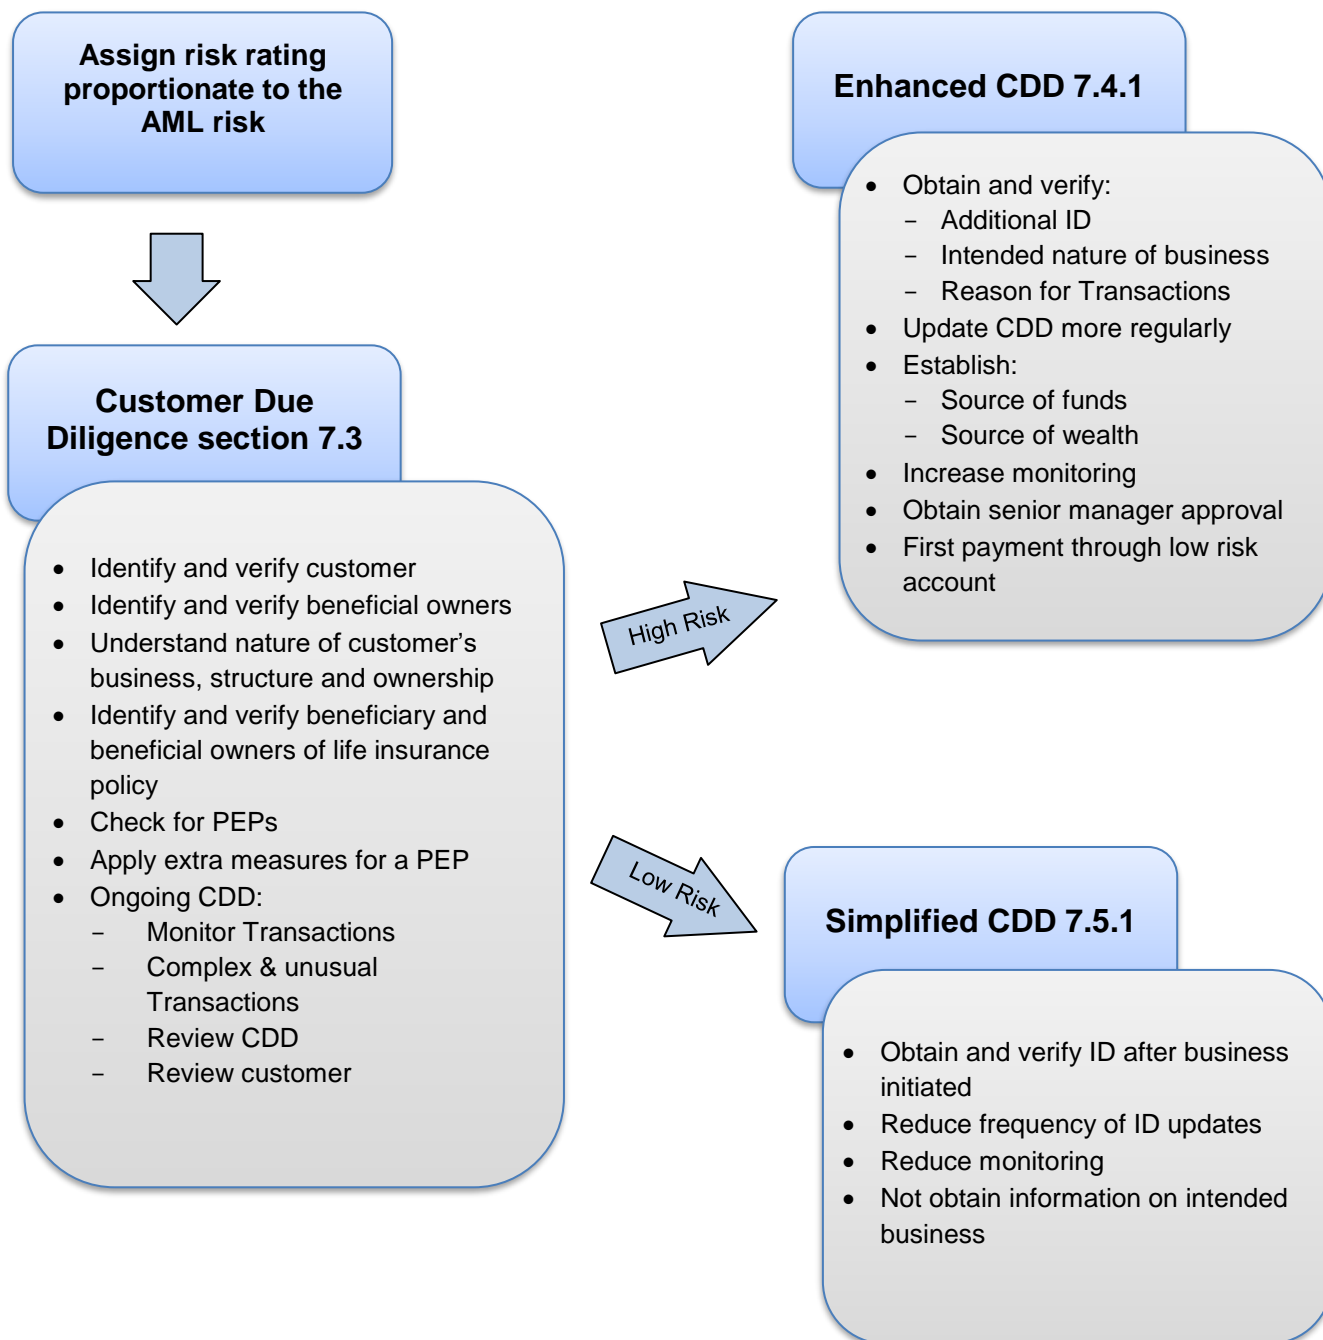 Assign risk rating
proportionate to the
AML risk
Customer Due
Diligence section 7.3
• Identify and verify customer
• Identify and verify beneficial owners
• Understand nature of customer’s
business, structure and ownership
• Identify and verify beneficiary and
beneficial owners of life insurance
policy
• Check for PEPs
• Apply extra measures for a PEP
• Ongoing CDD:
– Monitor Transactions
– Complex & unusual
Transactions
– Review CDD
– Review customer
High Risk
Low Risk
Enhanced CDD 7.4.1
• Obtain and verify:
– Additional ID
– Intended nature of business
– Reason for Transactions
• Update CDD more regularly
• Establish:
– Source of funds
– Source of wealth
• Increase monitoring
• Obtain senior manager approval
• First payment through low risk
account
Simplified CDD 7.5.1
• Obtain and verify ID after business
initiated
• Reduce frequency of ID updates
• Reduce monitoring
• Not obtain information on intended
business